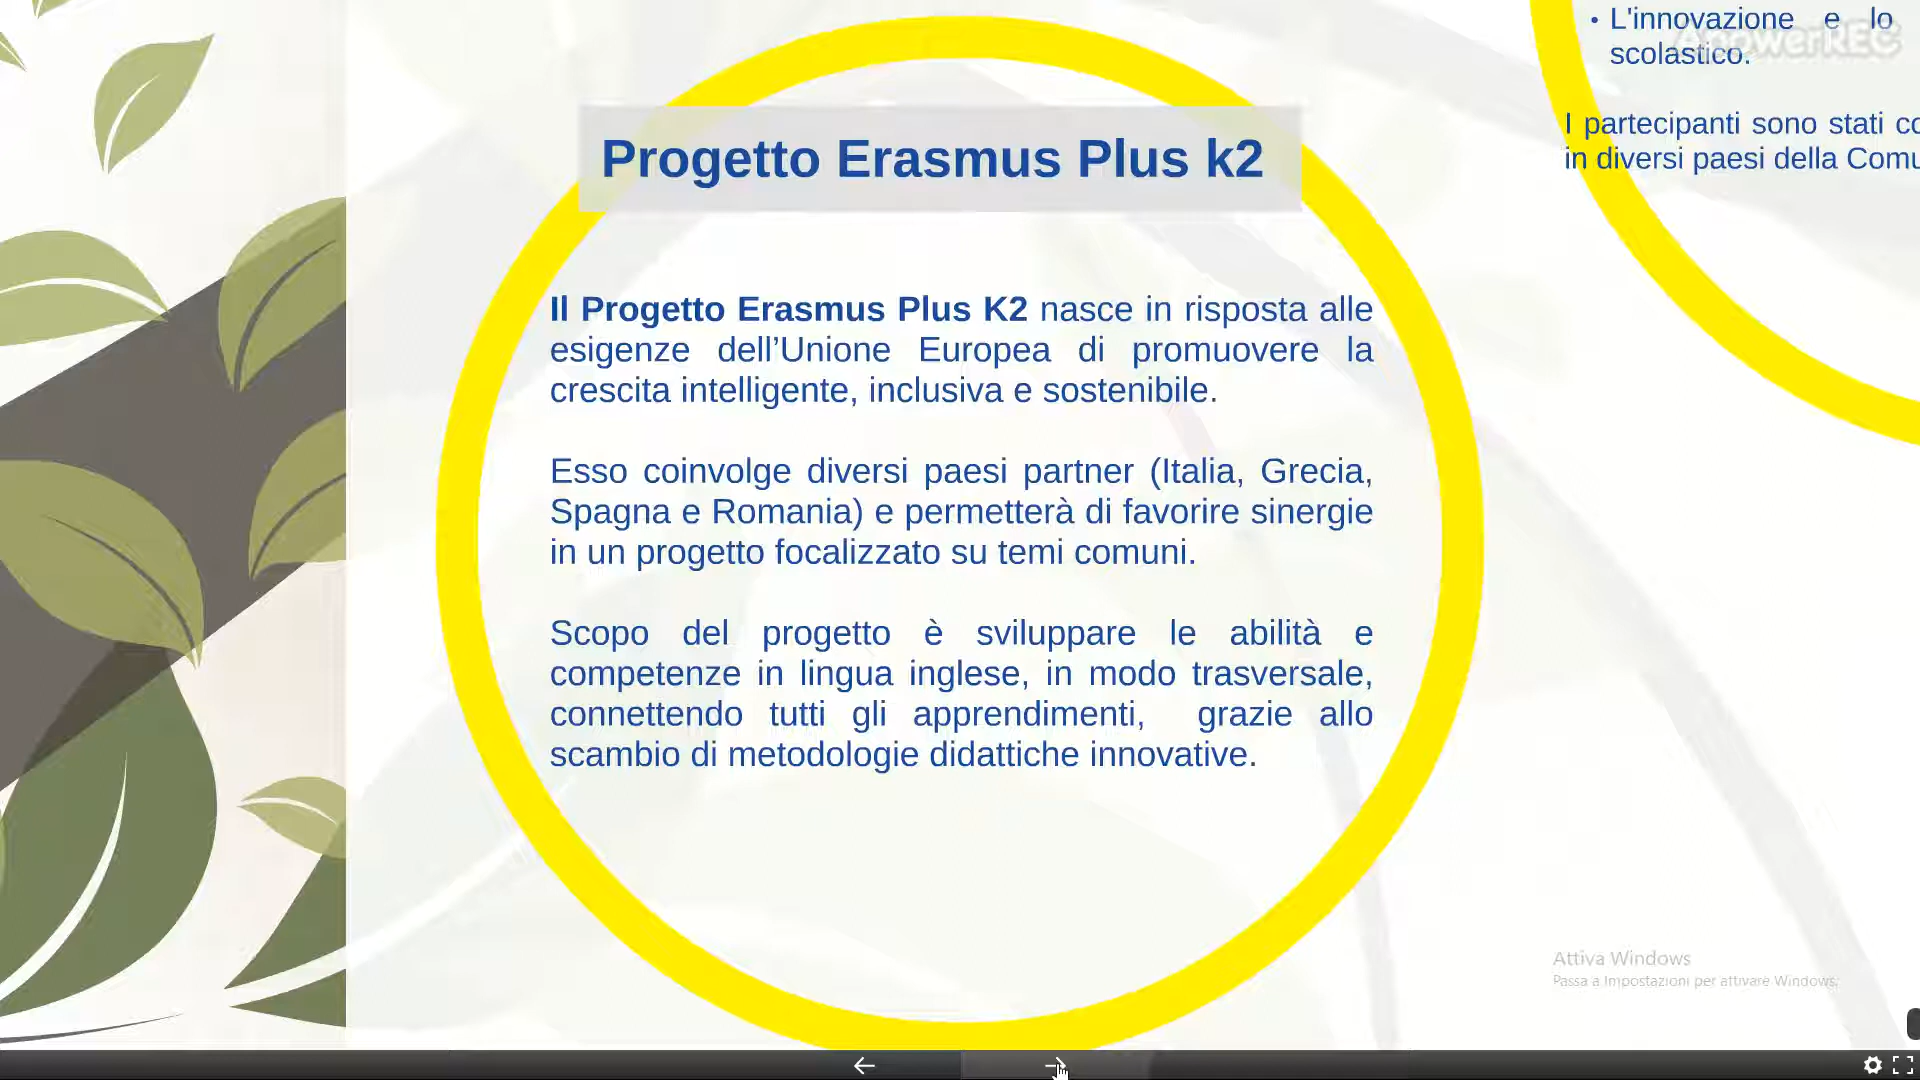 L'innovazione e lo
scolastico.
ApowerREC
I partecipanti sono stati co
in diversi paesi della Comu
Progetto Erasmus Plus k2
Il Progetto Erasmus Plus K2 nasce in risposta alle
esigenze dell’Unione Europea di promuovere la
crescita intelligente, inclusiva e sostenibile.
Esso coinvolge diversi paesi partner (Italia, Grecia,
Spagna e Romania) e permetterà di favorire sinergie
in un progetto focalizzato su temi comuni.
Scopo del progetto è sviluppare le abilità e
competenze in lingua inglese, in modo trasversale,
connettendo tutti gli apprendimenti, grazie allo
scambio di metodologie didattiche innovative.
Attiva Windows
Passa a Impostazioni per attivare Windows.